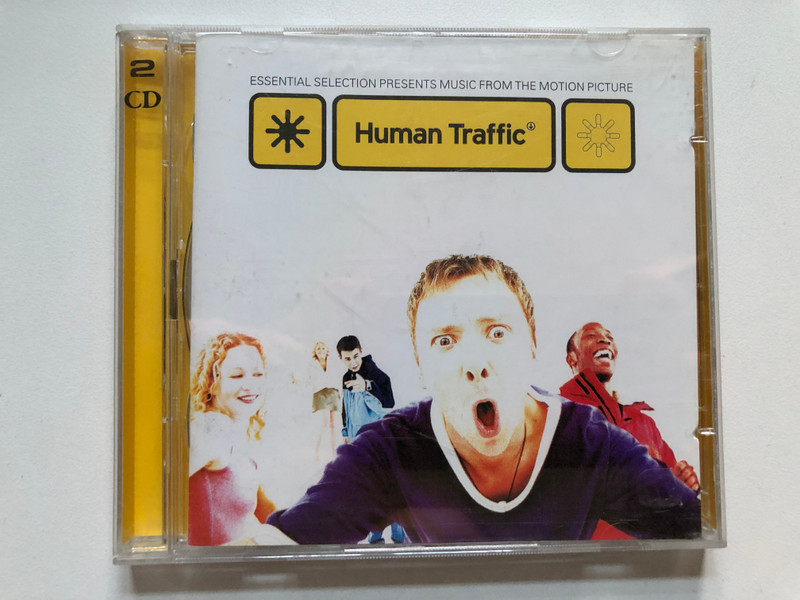 2
CD
ESSENTIAL SELECTION PRESENTS MUSIC FROM THE MOTION PICTURE
Human Traffic